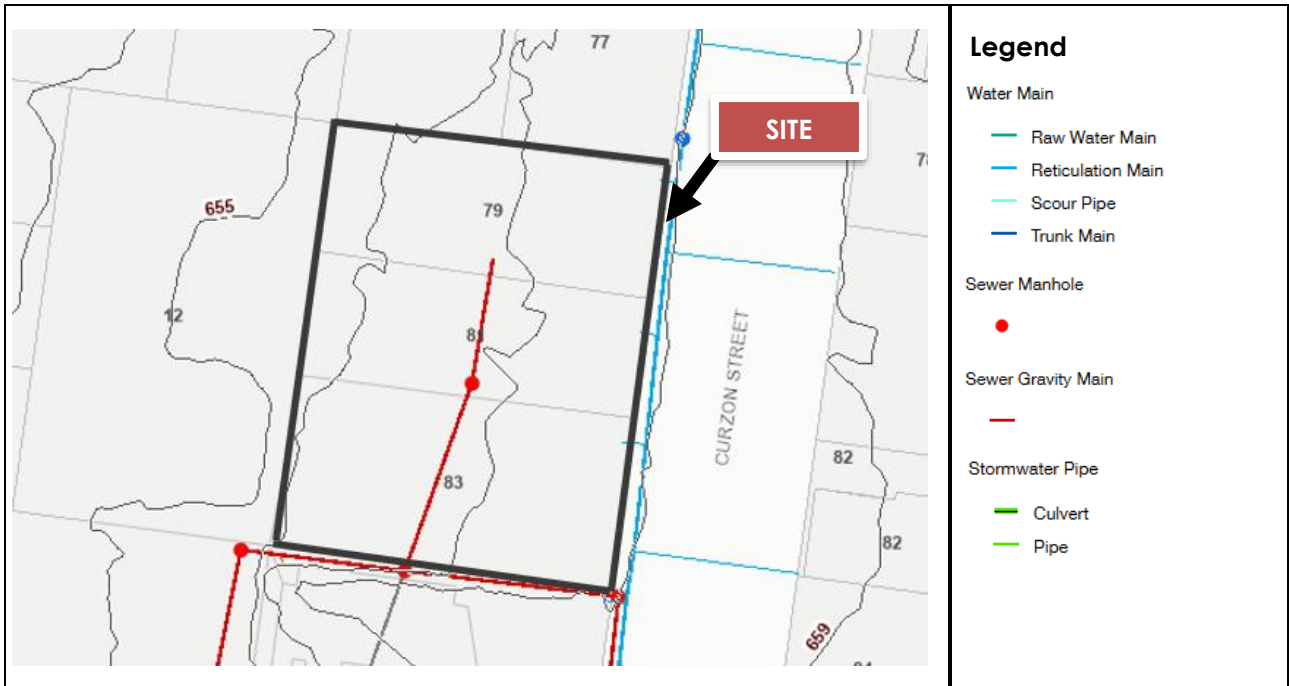 77
SITE
655
79
12
81
83
CURZON STREET
82
82
659
Legend
Water Main
Raw Water Main
Reticulation Main
Scour Pipe
Trunk Main
Sewer Manhole
Sewer Gravity Main
Stormwater Pipe
Culvert
Pipe